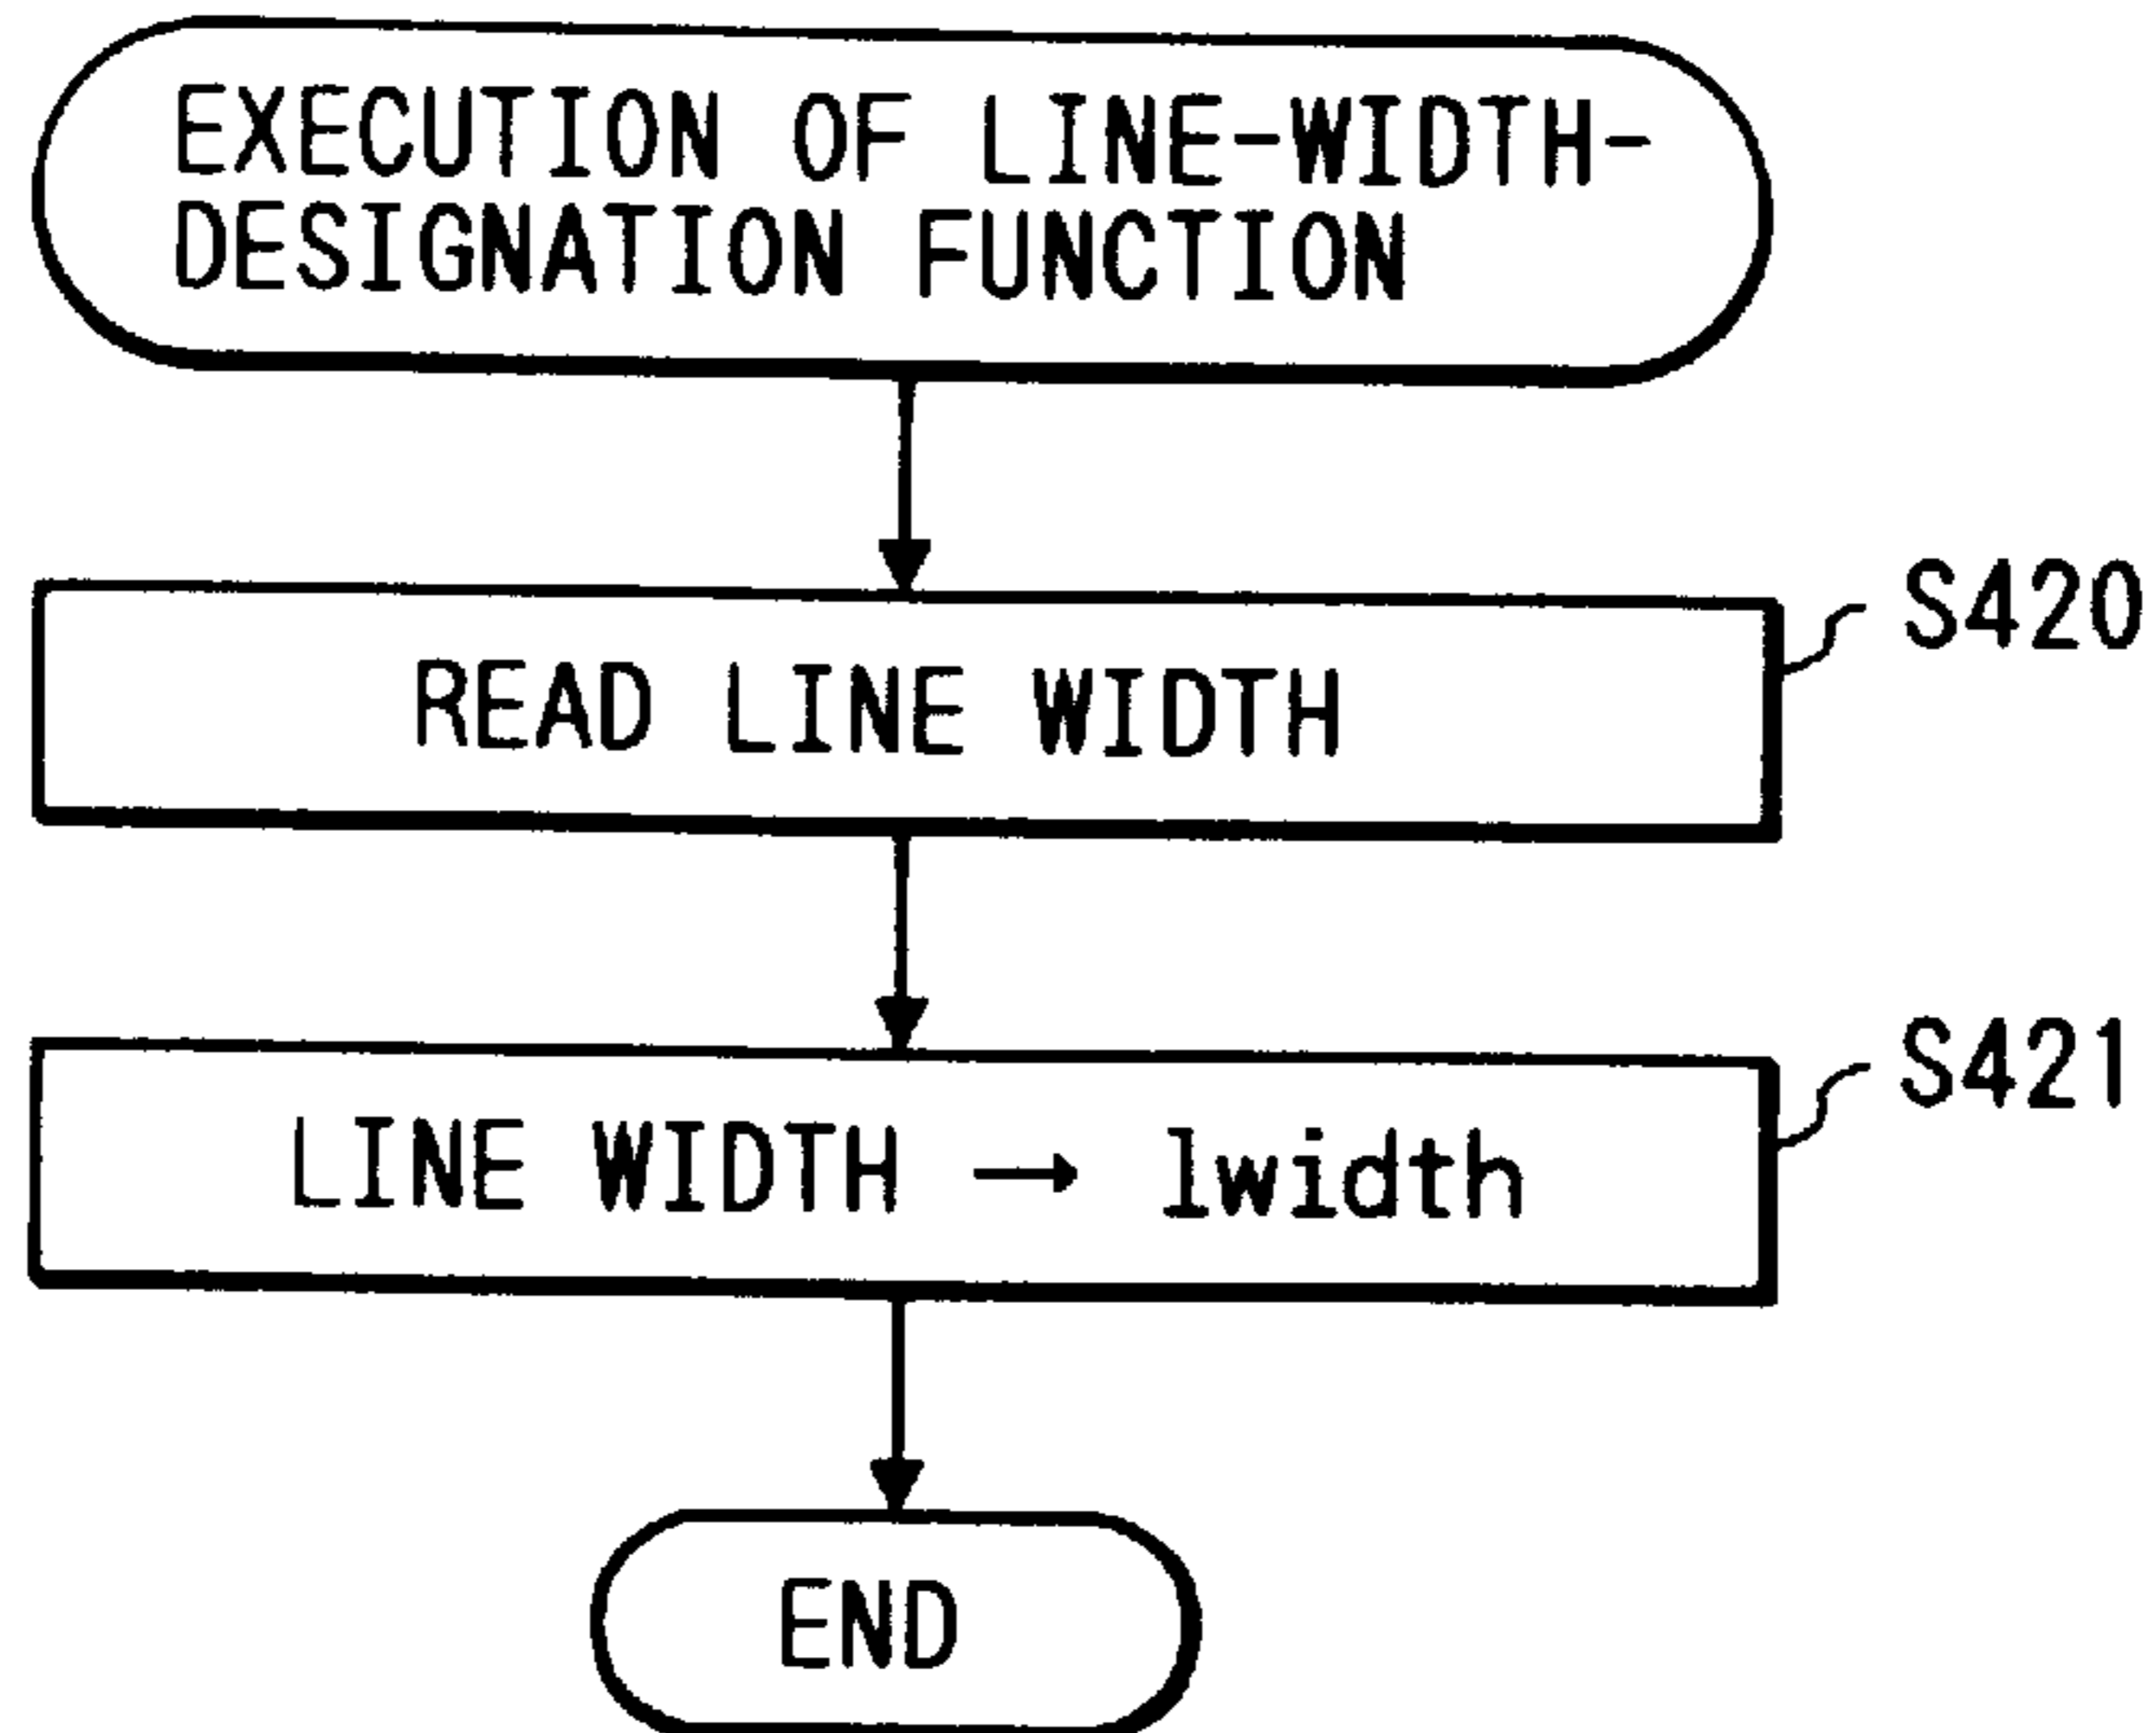 EXECUTION OF LINE-WIDTH-
DESIGNATION FUNCTION
S420
READ LINE WIDTH
S421
LINE WIDTH → lwidth
END